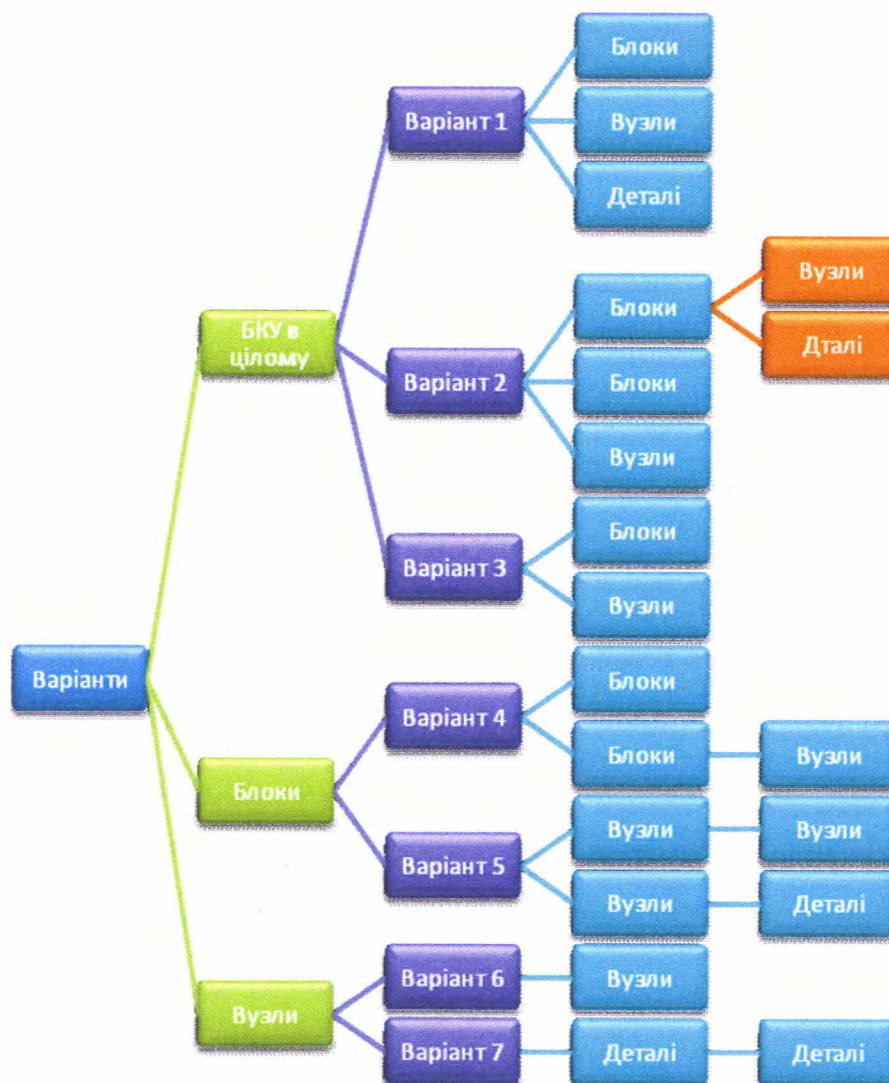 Варіанти
БКУ в
цілому
Варіант 1
Блоки
Вузли
Деталі
Варіант 2
Блоки
Вузли
Дталі
Блоки
Вузли
Варіант 3
Блоки
Вузли
Блоки
Варіант 4
Блоки
Блоки
Вузли
Варіант 5
Вузли
Вузли
Вузли
Деталі
Вузли
Варіант 6
Вузли
Варіант 7
Деталі
Деталі